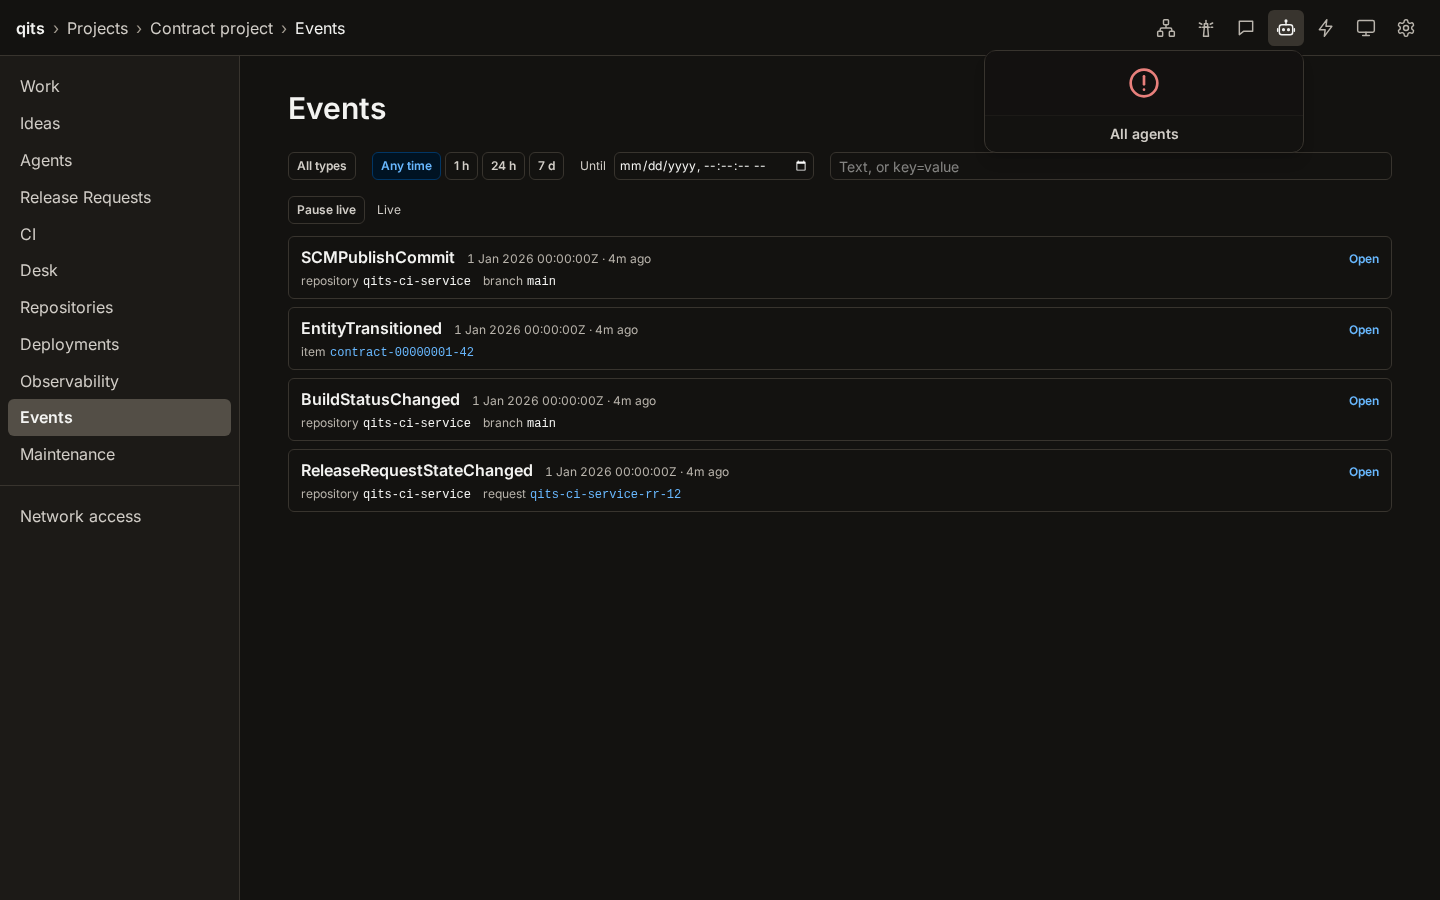 qits › Projects › Contract project › Events
All agents
Work
Ideas
Agents
Release Requests
CI
Desk
Repositories
Deployments
Observability
Events
Maintenance
Network access
Events
All types Any time 1 h 24 h 7 d Until mm/dd/yyyy, --:--:-- -- Text, or key=value
Pause live Live
SCMPublishCommit 1 Jan 2026 00:00:00Z · 4m ago Open
repository qits-ci-service branch main
EntityTransitioned 1 Jan 2026 00:00:00Z · 4m ago Open
item contract-00000001-42
BuildStatusChanged 1 Jan 2026 00:00:00Z · 4m ago Open
repository qits-ci-service branch main
ReleaseRequestStateChanged 1 Jan 2026 00:00:00Z · 4m ago Open
repository qits-ci-service request qits-ci-service-rr-12